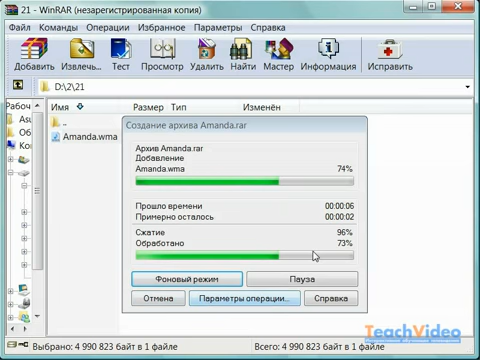 21 - WinRAR (незарегистрированная копия)
Файл Команды Операции Избранное Параметры Справка
Добавить Извлечь... Тест Просмотр Удалить Найти Мастер Информация Исправить
D:\2\21
Рабоч Имя Размер Тип Изменён
..
Amanda.wma
Создание архива Amanda.rar
Архив Amanda.rar
Добавление
Amanda.wma 74%
Прошло времени 00:00:06
Примерно осталось 00:00:02
Сжатие 96%
Обработано 73%
Фоновый режим Пауза
Отмена Параметры операции... Справка
TeachVideo
Выбрано: 4 990 823 байт в 1 файле Всего: 4 990 823 байт в 1 файле